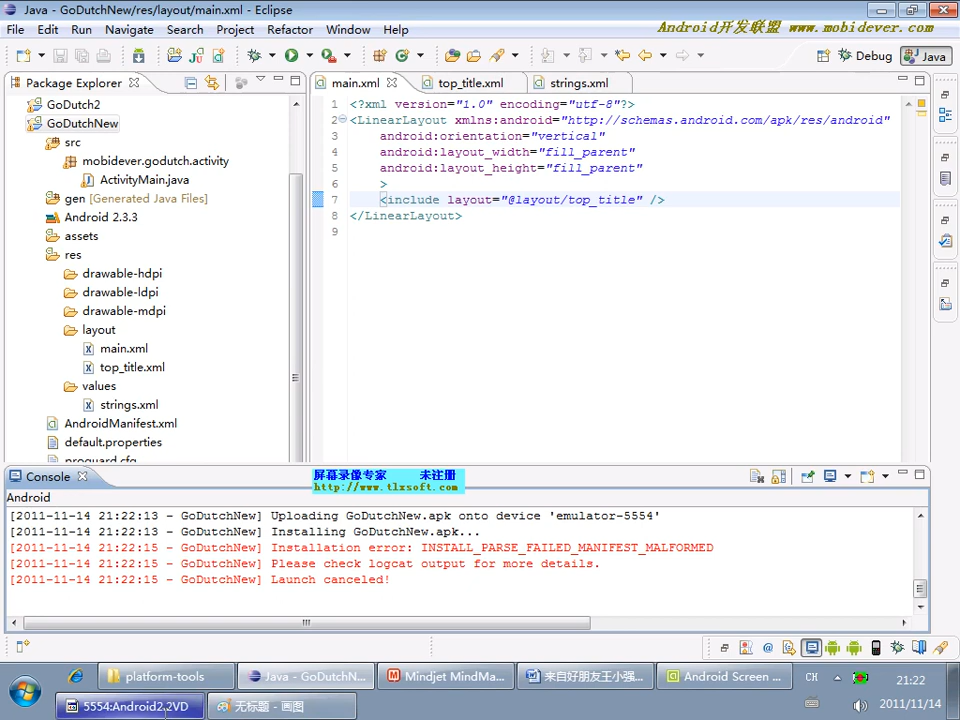 Java - GoDutchNew/res/layout/main.xml - Eclipse
File Edit Run Navigate Search Project Refactor Window Help
Android开发联盟 www.mobidever.com
Debug
Java
Package Explorer
main.xml
top_title.xml
strings.xml
GoDutch2
GoDutchNew
src
mobidever.godutch.activity
ActivityMain.java
gen [Generated Java Files]
Android 2.3.3
assets
res
drawable-hdpi
drawable-ldpi
drawable-mdpi
layout
main.xml
top_title.xml
values
strings.xml
AndroidManifest.xml
default.properties
proguard.cfg
1 <?xml version="1.0" encoding="utf-8"?>
2 <LinearLayout xmlns:android="http://schemas.android.com/apk/res/android"
3 android:orientation="vertical"
4 android:layout_width="fill_parent"
5 android:layout_height="fill_parent"
6 >
7 <include layout="@layout/top_title" />
8 </LinearLayout>
9
Console
屏幕录像专家 未注册
http://www.tlxsoft.com
Android
[2011-11-14 21:22:13 - GoDutchNew] Uploading GoDutchNew.apk onto device 'emulator-5554'
[2011-11-14 21:22:13 - GoDutchNew] Installing GoDutchNew.apk...
[2011-11-14 21:22:15 - GoDutchNew] Installation error: INSTALL_PARSE_FAILED_MANIFEST_MALFORMED
[2011-11-14 21:22:15 - GoDutchNew] Please check logcat output for more details.
[2011-11-14 21:22:15 - GoDutchNew] Launch canceled!
platform-tools
Java - GoDutchN...
Mindjet MindMa...
来自好朋友王小强...
Android Screen ...
CH
21:22
5554:Android2.2VD
无标题 - 画图
2011/11/14